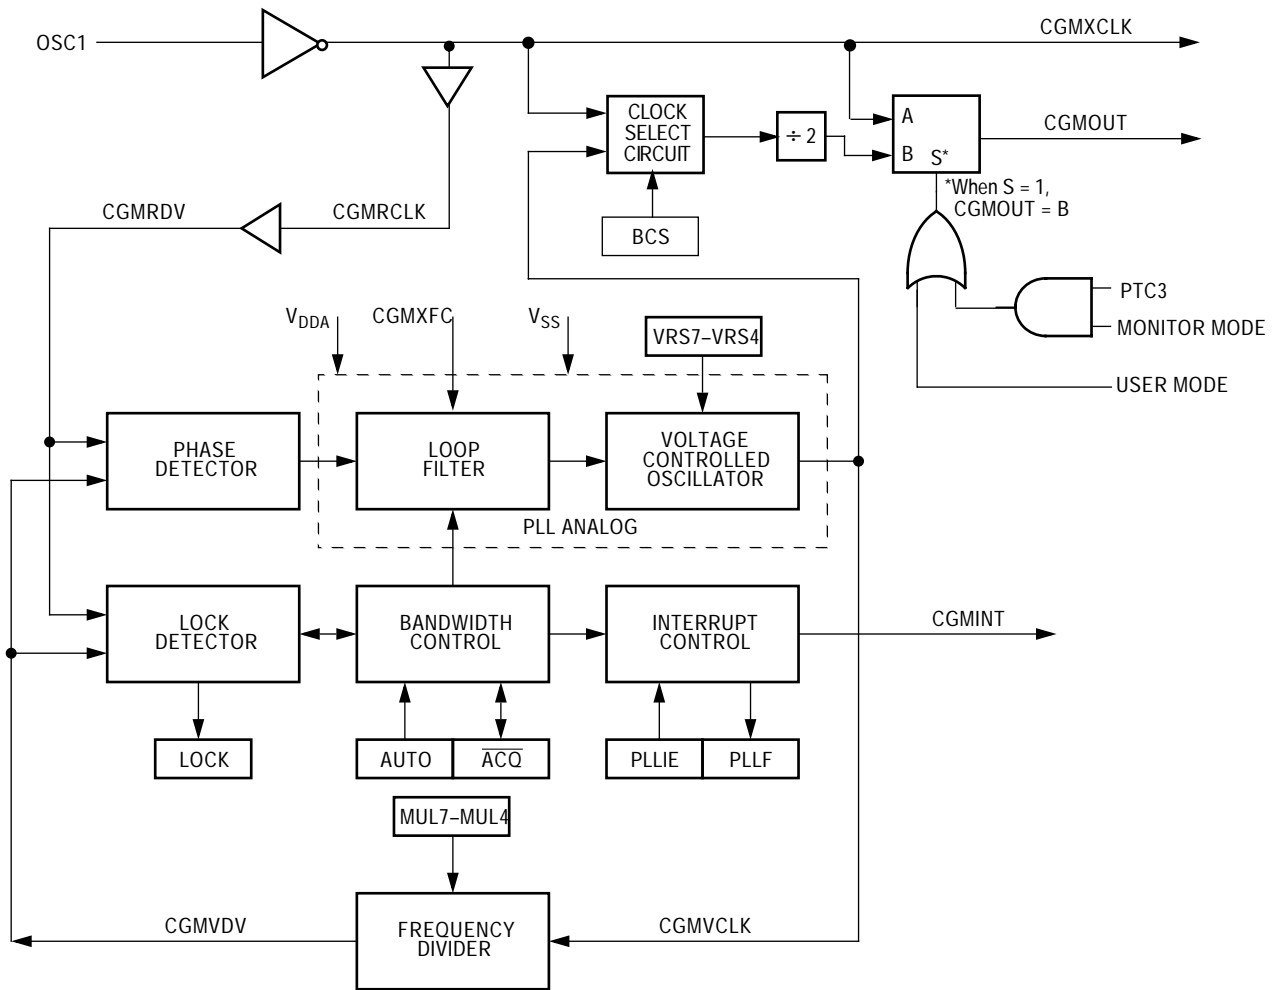 OSC1
CGMXCLK
CLOCK
SELECT
CIRCUIT
÷ 2
A
B
S*
CGMOUT
*When S = 1,
CGMOUT = B
CGMRDV
CGMRCLK
BCS
PTC3
MONITOR MODE
USER MODE
VDDA
CGMXFC
VSS
VRS7–VRS4
PHASE
DETECTOR
LOOP
FILTER
VOLTAGE
CONTROLLED
OSCILLATOR
PLL ANALOG
LOCK
DETECTOR
BANDWIDTH
CONTROL
INTERRUPT
CONTROL
CGMINT
LOCK
AUTO
ACQ
PLLIE
PLLF
MUL7–MUL4
CGMVDV
FREQUENCY
DIVIDER
CGMVCLK